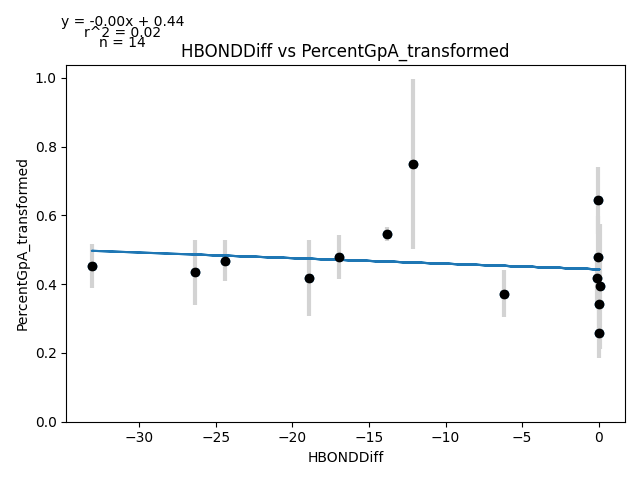 y = -0.00x + 0.44
r^2 = 0.02
n = 14
HBONDDiff vs PercentGpA_transformed
PercentGpA_transformed
1.0
0.8
0.6
0.4
0.2
0.0
−30
−25
−20
−15
−10
−5
0
HBONDDiff